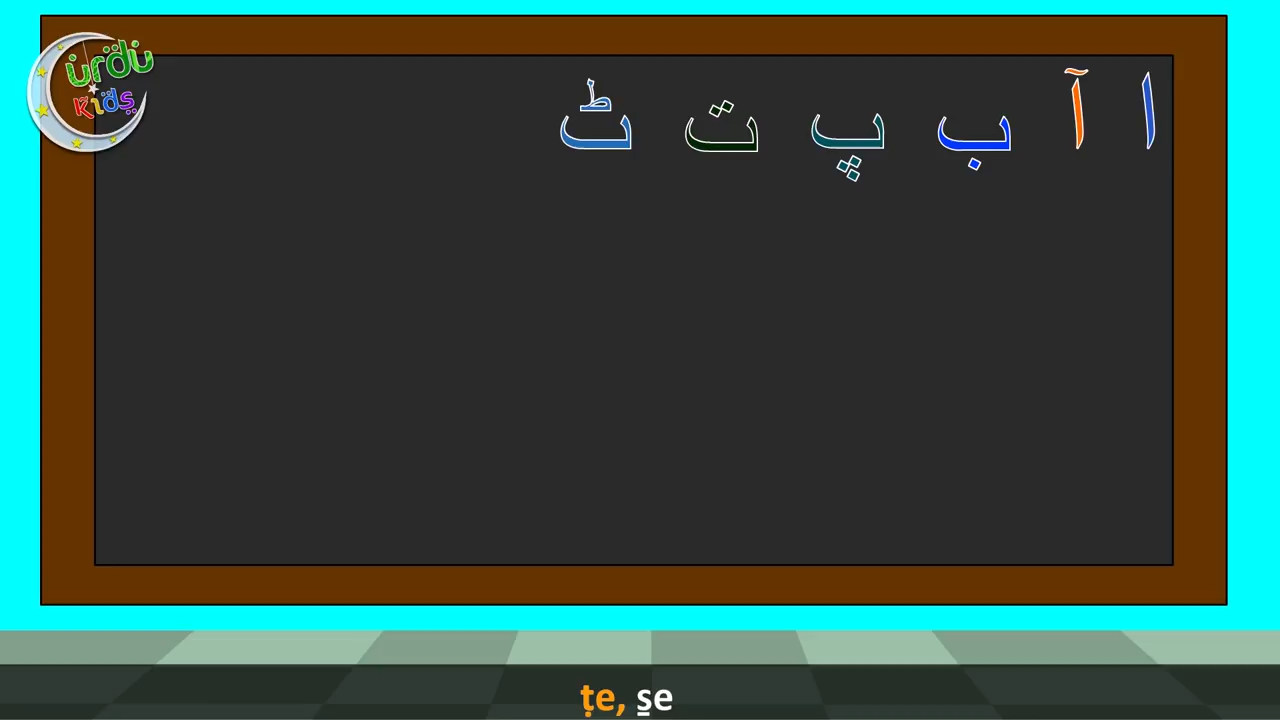 Urdu
Kids
ا آ ب پ ت ٹ
ṭe, s̱e